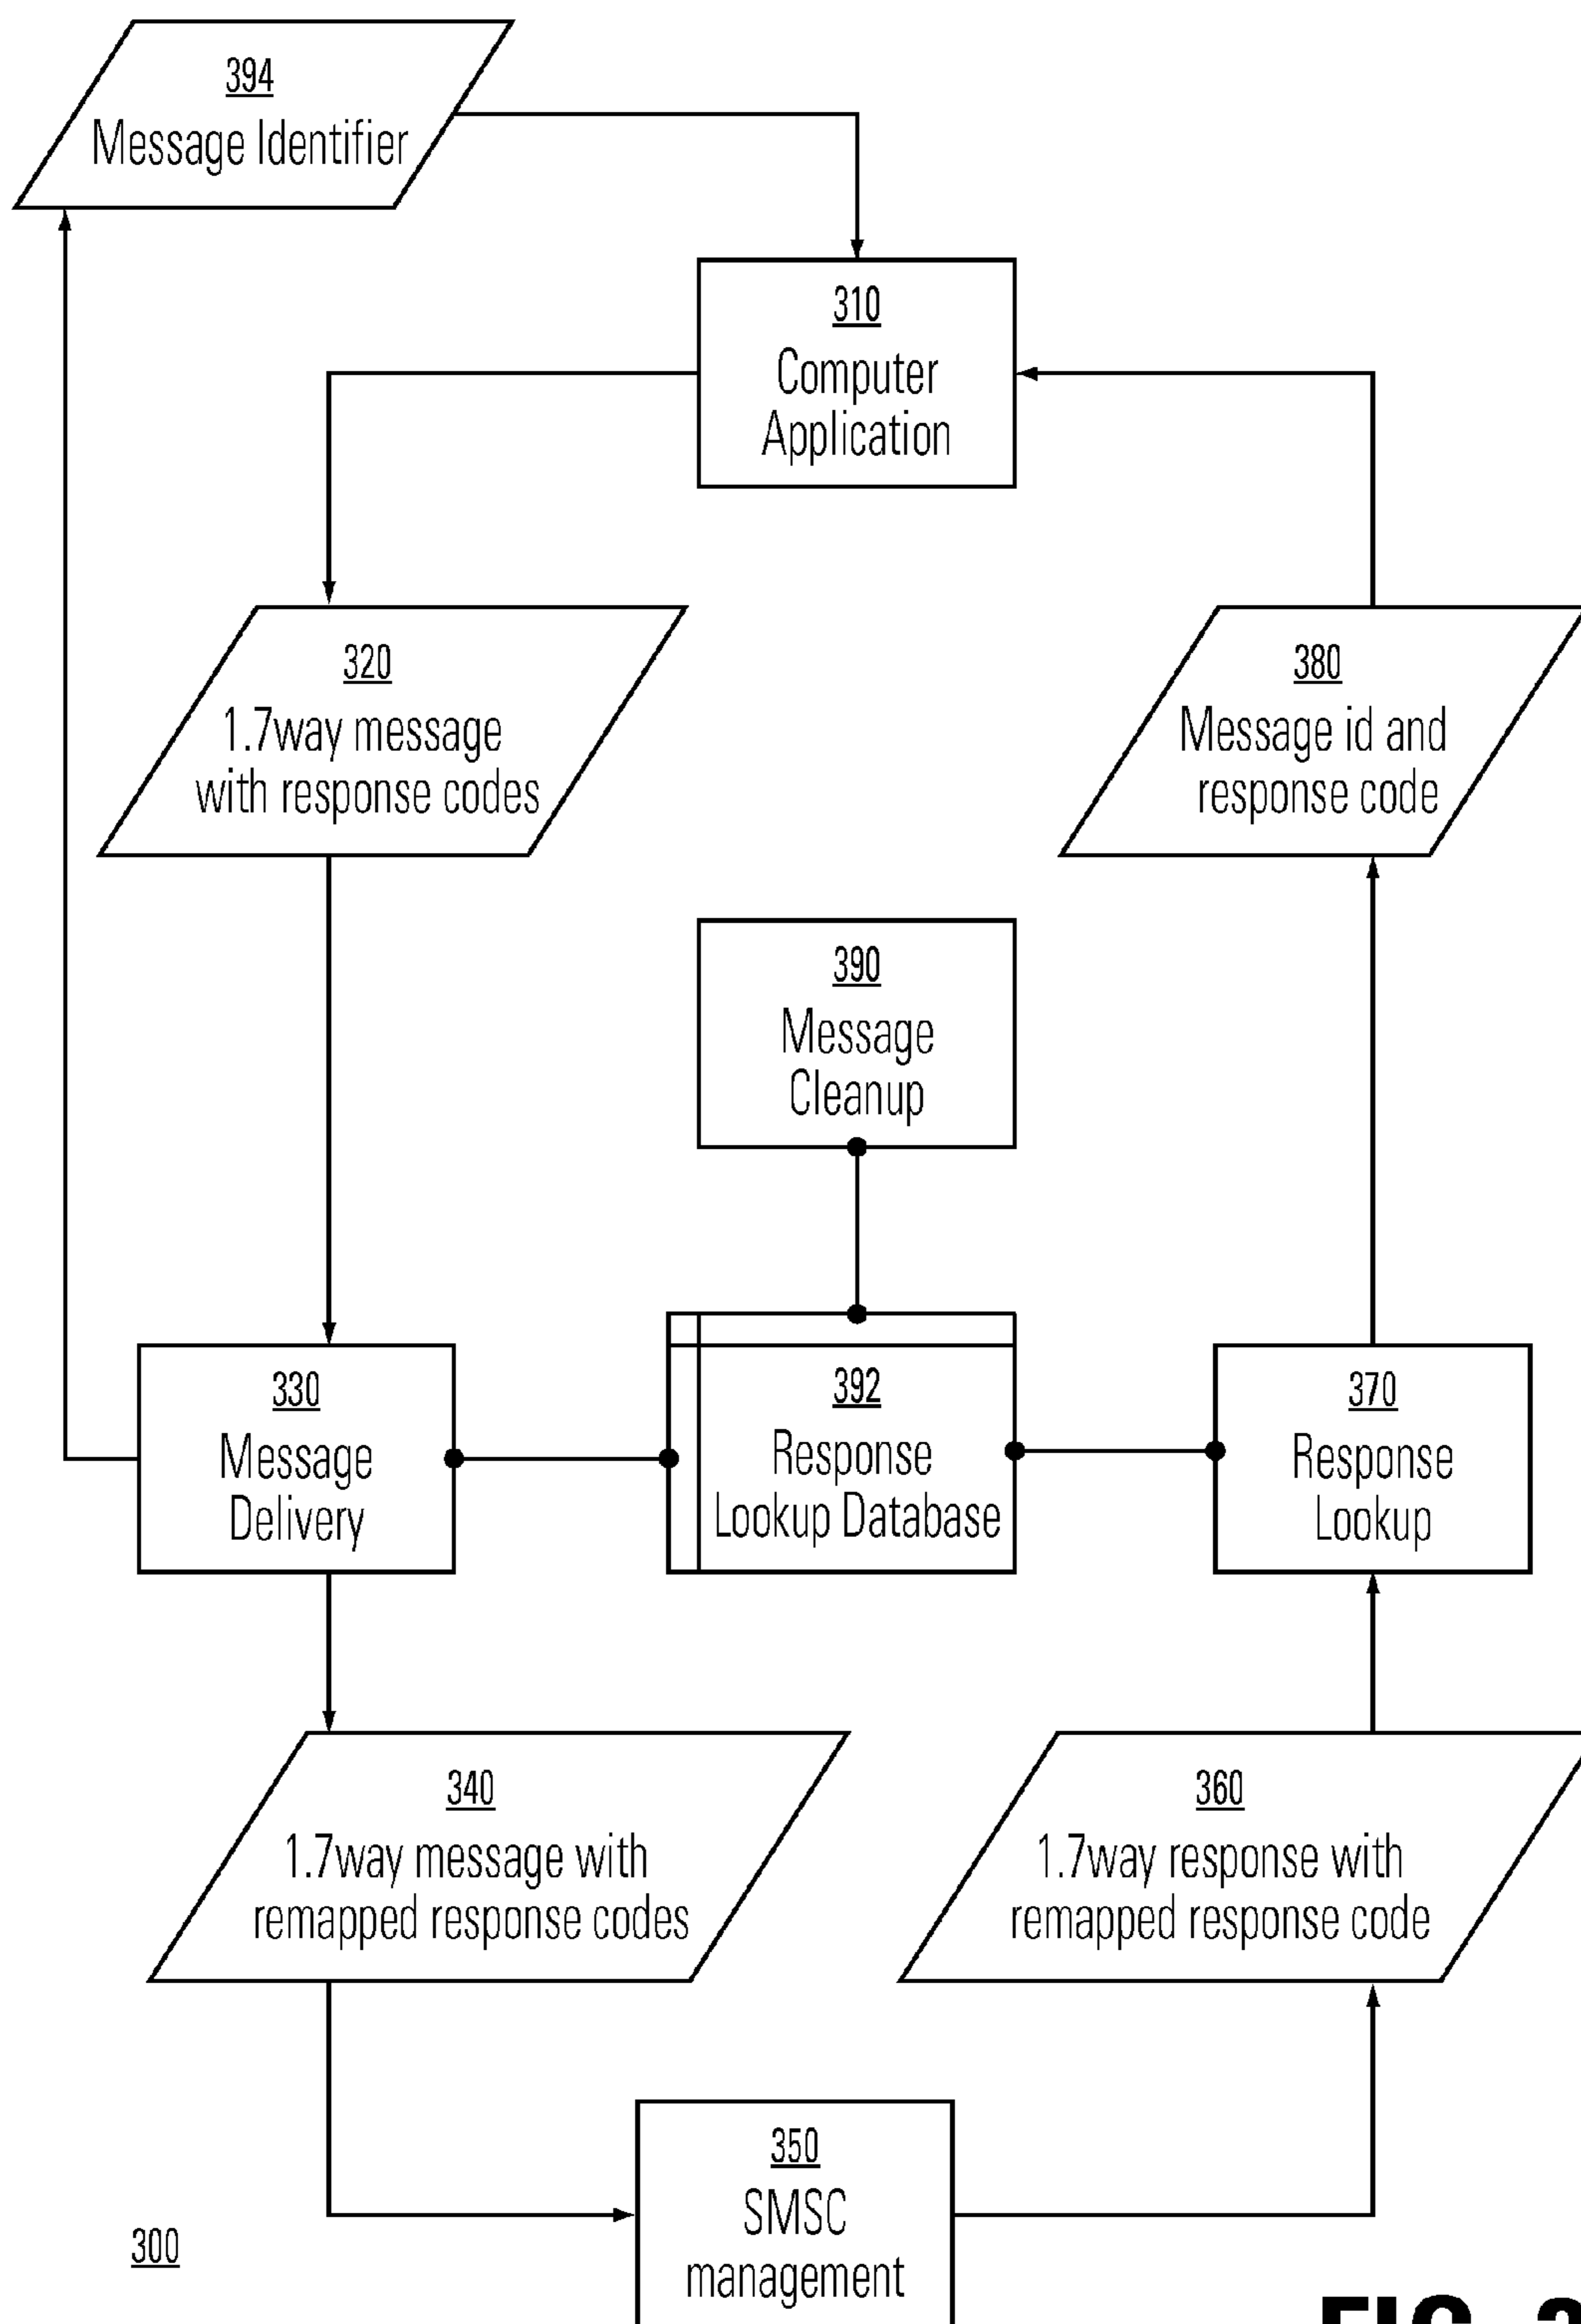 394
Message Identifier
310
Computer
Application
320
1.7way message
with response codes
380
Message id and
response code
390
Message
Cleanup
330
Message
Delivery
392
Response
Lookup Database
370
Response
Lookup
340
1.7way message with
remapped response codes
360
1.7way response with
remapped response code
350
SMSC
management
300
FIG.